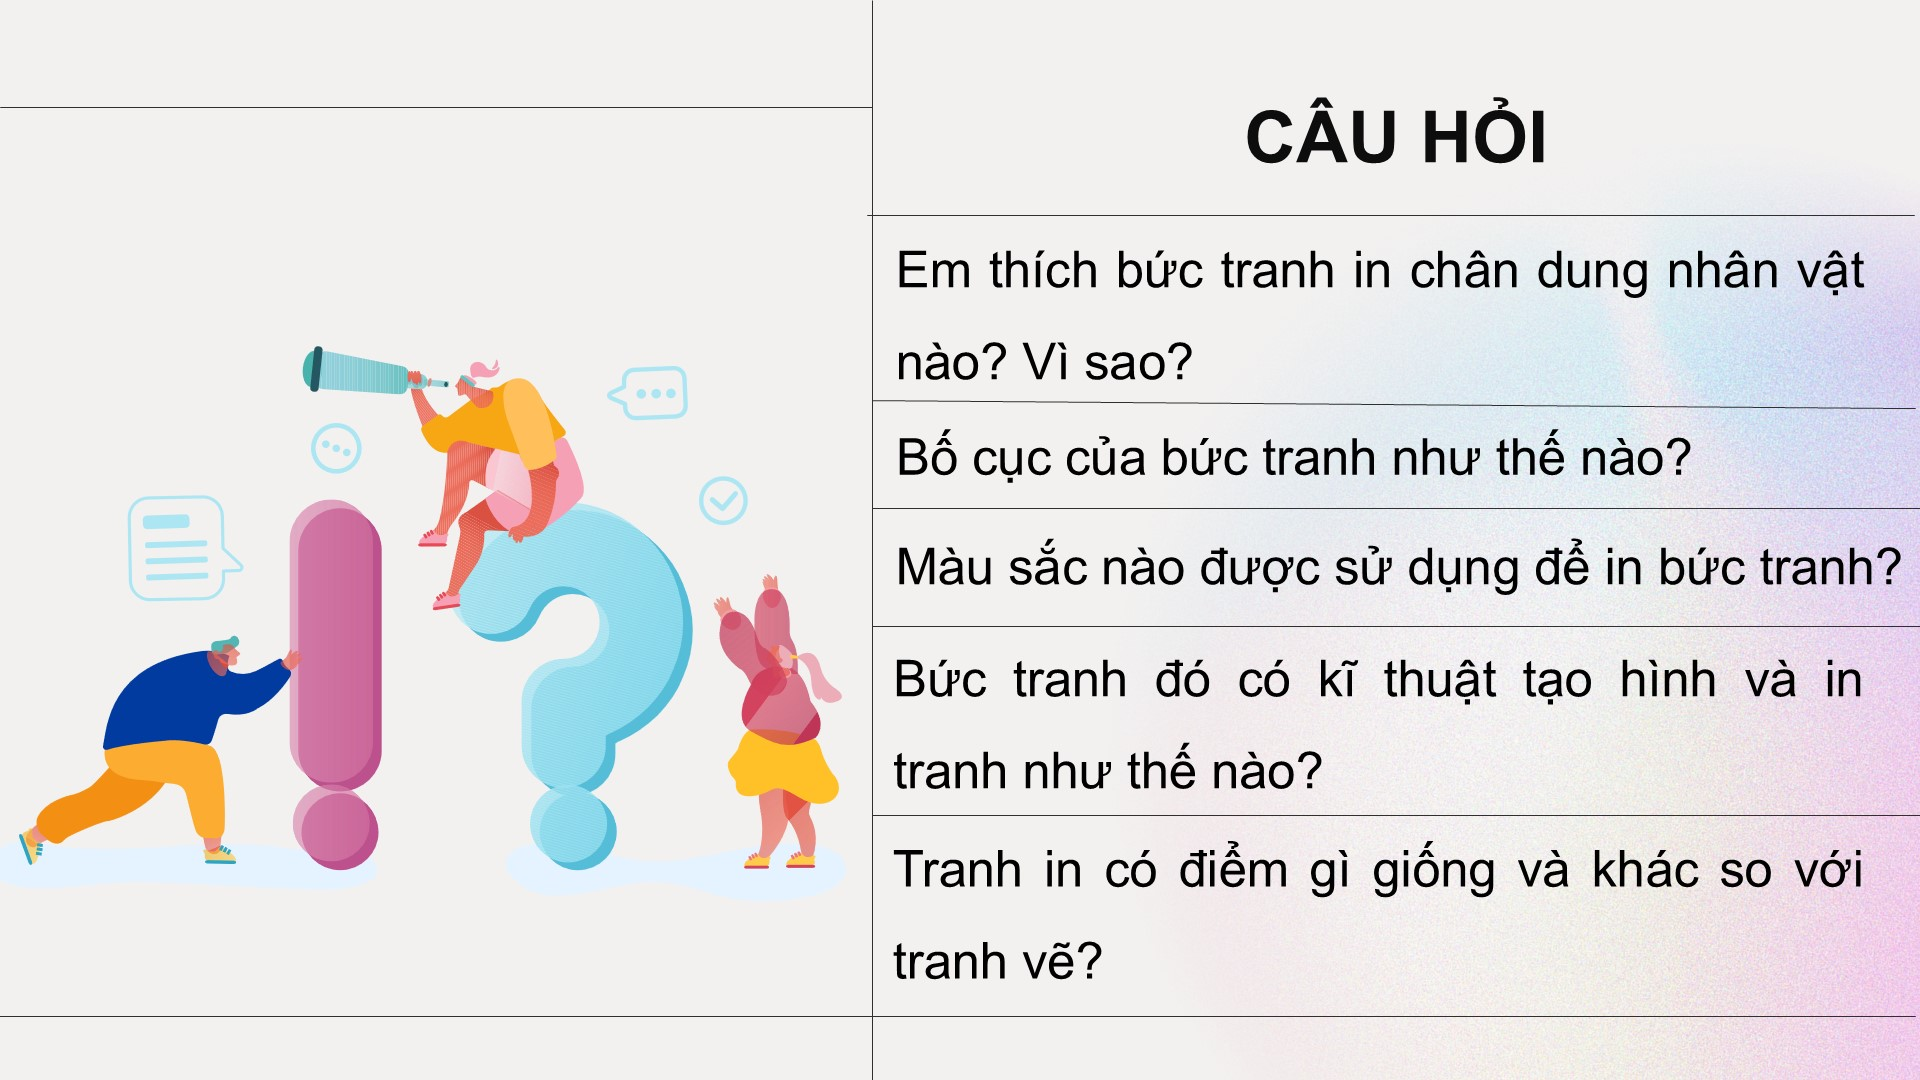 CÂU HỎI
Em thích bức tranh in chân dung nhân vật
nào? Vì sao?
Bố cục của bức tranh như thế nào?
Màu sắc nào được sử dụng để in bức tranh?
Bức tranh đó có kĩ thuật tạo hình và in
tranh như thế nào?
Tranh in có điểm gì giống và khác so với
tranh vẽ?